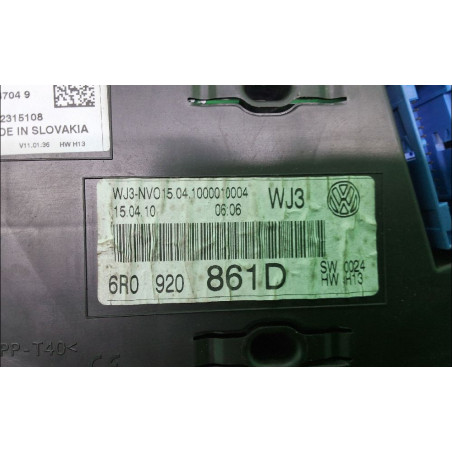 704 9
2315108
DE IN SLOVAKIA
V11.01.36 HW H13
WJ3-NVO15.04.1000010004 WJ3
15.04.10 06:06
6R0 920 861D SW 0024
HW H13
PP-T40<